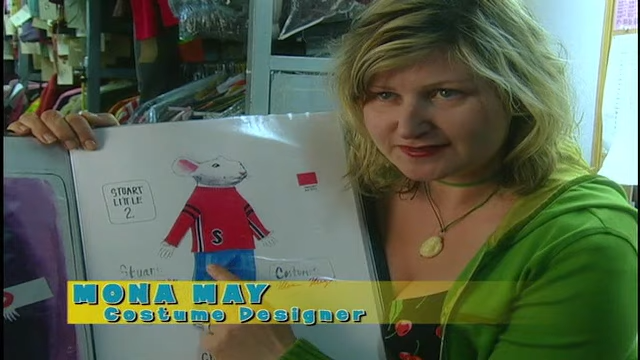 STUART
LITTLE
2.
S
Stuart
Costume
MONA MAY
Costume Designer